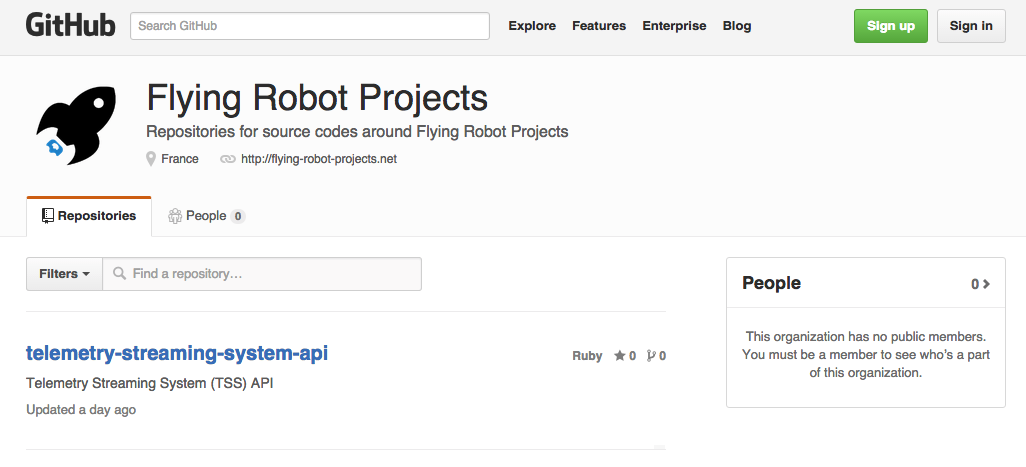 GitHub Search GitHub Explore Features Enterprise Blog Sign up Sign in
Flying Robot Projects
Repositories for source codes around Flying Robot Projects
France http://flying-robot-projects.net
Repositories People 0
Filters Find a repository...
People 0
telemetry-streaming-system-api Ruby 0 0
Telemetry Streaming System (TSS) API
Updated a day ago
This organization has no public members.
You must be a member to see who's a part
of this organization.